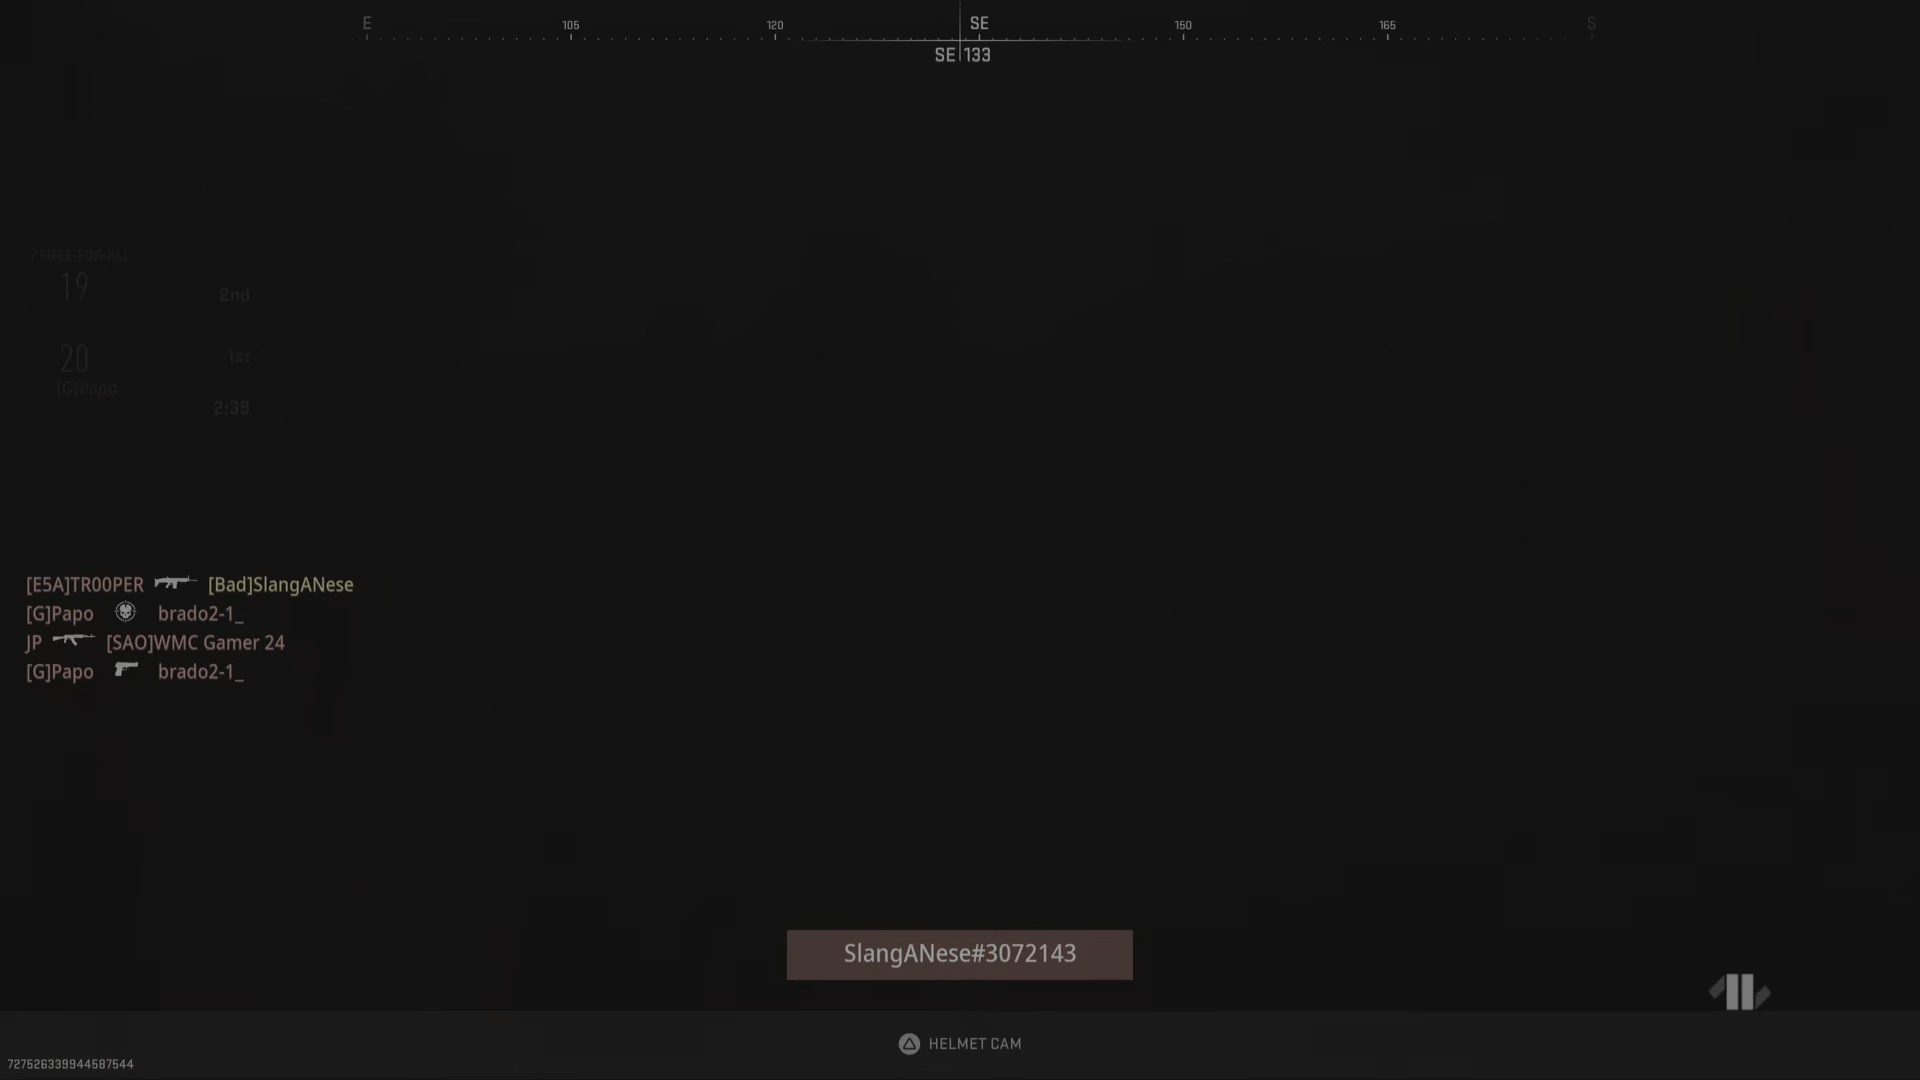 E 105 120 SE 150 165 S
SE 133
/ FREE-FOR-ALL
19 2nd
20 1st
[G]Papo
2:39
[E5A]TR00PER [Bad]SlangANese
[G]Papo brado2-1_
JP [SAO]WMC Gamer 24
[G]Papo brado2-1_
SlangANese#3072143
HELMET CAM
727526339944587544